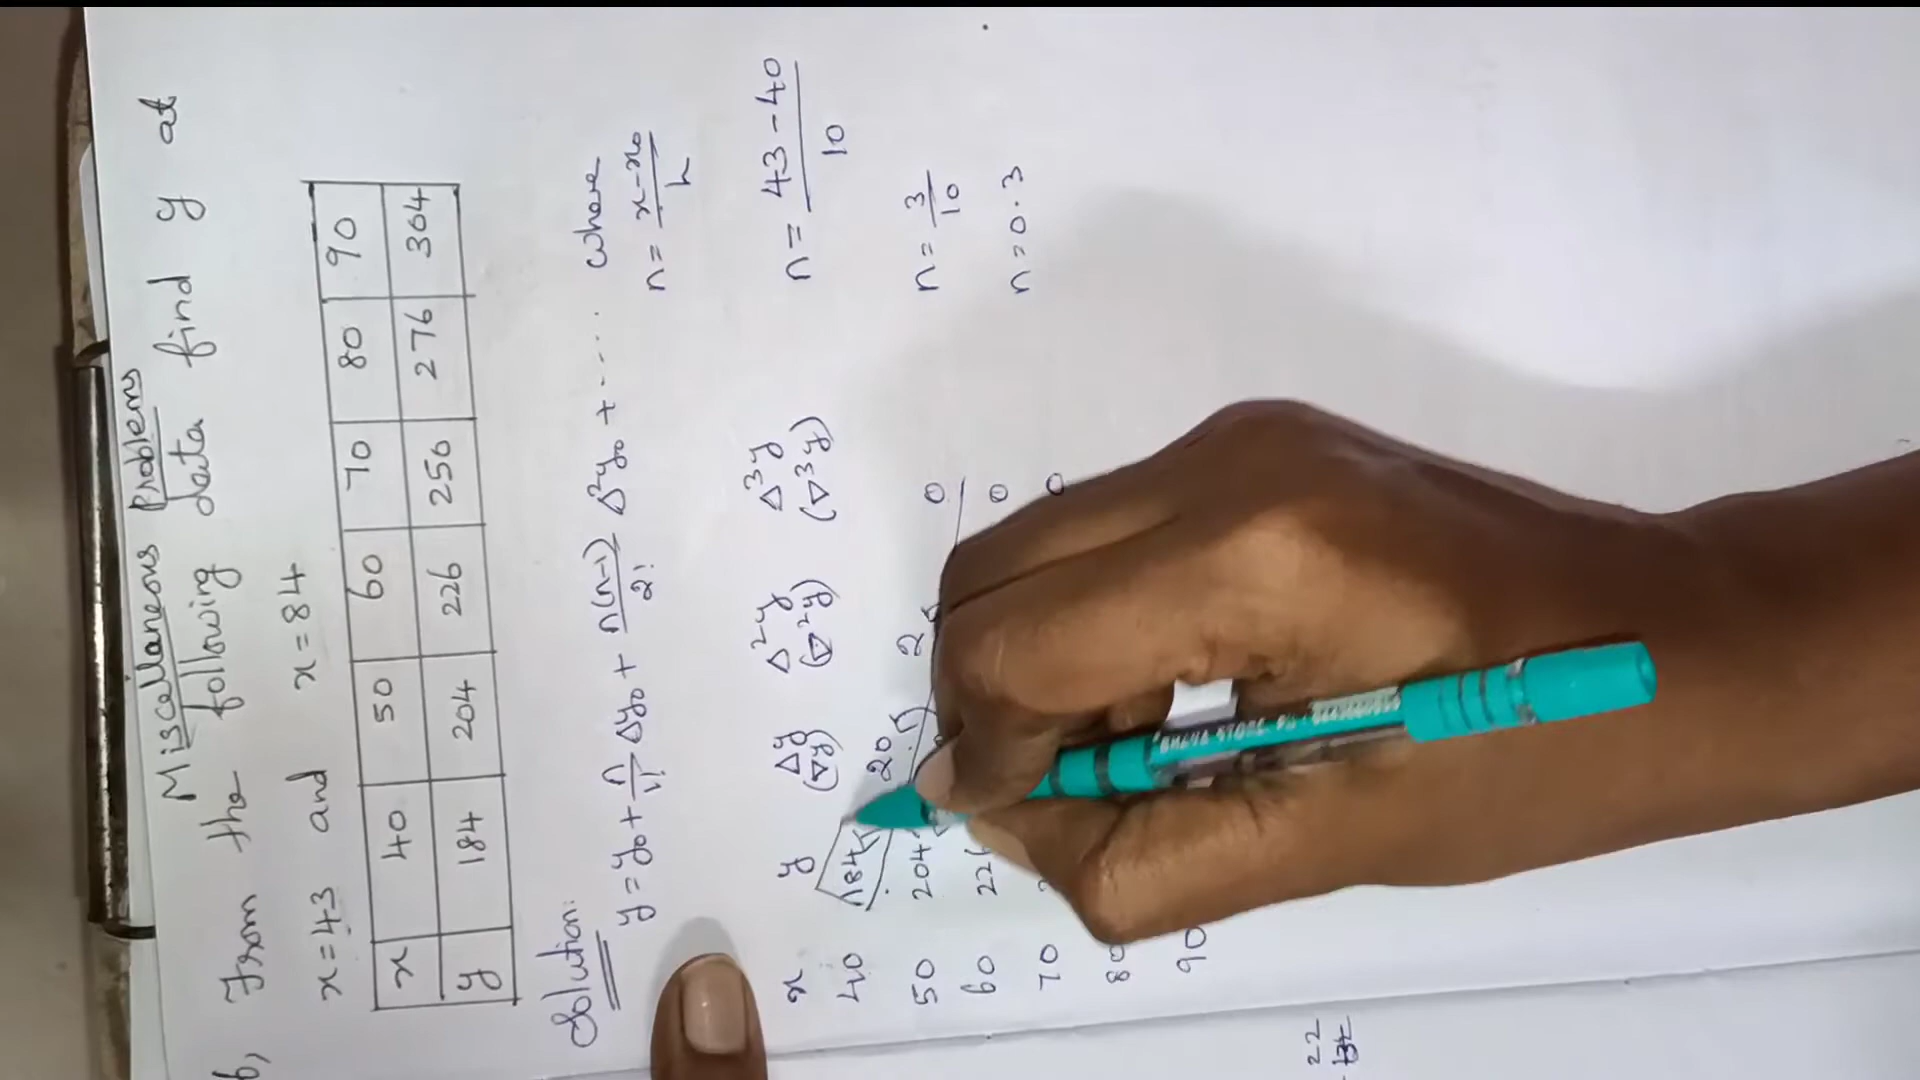 Miscellaneous Problems
6, From the following data find y at
x=43 and x=84
x 40 50 60 70 80 90
y 184 204 226 250 276 304
Solution:
y = y₀ + n/1! Δy₀ + n(n-1)/2! Δ²y₀ + .... where
n = x-x₀/h
x y Δy Δ²y Δ³y
(∇y) (∇²y) (∇³y)
n = 43-40/10
40 184
20
50 204 2
0
n = 3/10
60 226
0
n=0.3
70
0
80
90
22